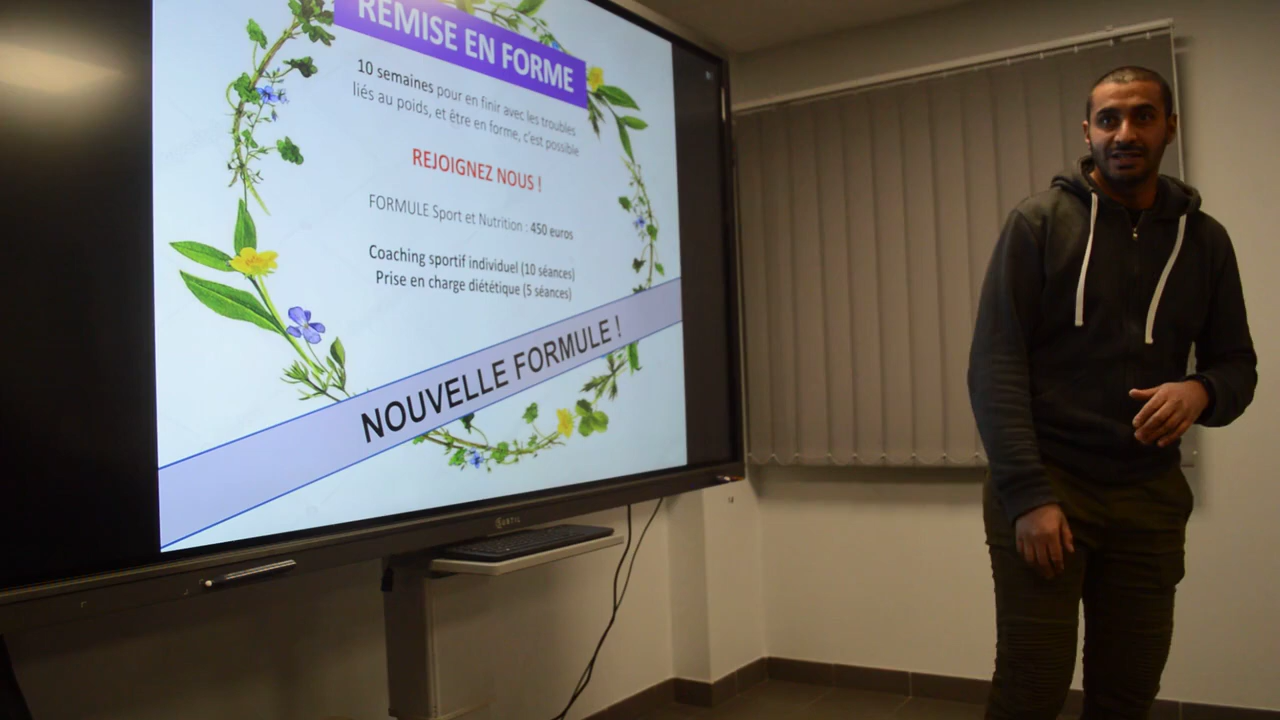 REMISE EN FORME
10 semaines pour en finir avec les troubles
liés au poids, et être en forme, c'est possible
REJOIGNEZ NOUS !
FORMULE Sport et Nutrition : 450 euros
Coaching sportif individuel (10 séances)
Prise en charge diététique (5 séances)
NOUVELLE FORMULE !